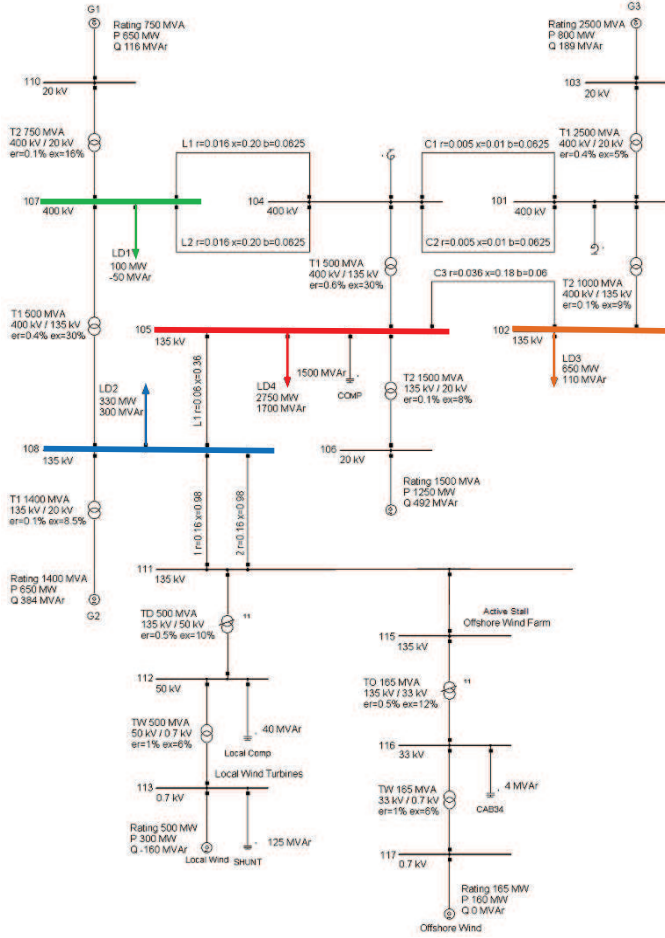 G1
Rating 750 MVA
P 650 MW
Q 116 MVAr
110
20 kV
T2 750 MVA
400 kV / 20 kV
er=0.1% ex=16%
107
400 kV
LD1
100 MW
-50 MVAr
L1 r=0.016 x=0.20 b=0.0625
L2 r=0.016 x=0.20 b=0.0625
104
400 kV
C1 r=0.005 x=0.01 b=0.0625
C2 r=0.005 x=0.01 b=0.0625
G3
Rating 2500 MVA
P 800 MW
Q 189 MVAr
103
20 kV
T1 2500 MVA
400 kV / 20 kV
er=0.4% ex=5%
101
400 kV
T1 500 MVA
400 kV / 135 kV
er=0.6% ex=30%
C3 r=0.036 x=0.18 b=0.06
T2 1000 MVA
400 kV / 135 kV
er=0.1% ex=9%
T1 500 MVA
400 kV / 135 kV
er=0.4% ex=30%
105
135 kV
102
135 kV
LD3
650 MW
110 MVAr
LD2
330 MW
300 MVAr
L1 r=0.06 x=0.36
LD4
2750 MW
1700 MVAr
1500 MVAr
COMP
T2 1500 MVA
135 kV / 20 kV
er=0.1% ex=8%
108
135 kV
106
20 kV
Rating 1500 MVA
P 1250 MW
Q 492 MVAr
T1 1400 MVA
135 kV / 20 kV
er=0.1% ex=8.5%
1 r=0.16 x=0.98
2 r=0.16 x=0.98
Rating 1400 MVA
P 650 MW
Q 384 MVAr
G2
111
135 kV
TD 500 MVA
135 kV / 50 kV
er=0.5% ex=10%
11
Active Stall
Offshore Wind Farm
115
135 kV
TO 165 MVA
135 kV / 33 kV
er=0.5% ex=12%
11
112
50 kV
TW 500 MVA
50 kV / 0.7 kV
er=1% ex=6%
40 MVAr
Local Comp
116
33 kV
Local Wind Turbines
113
0.7 kV
TW 165 MVA
33 kV / 0.7 kV
er=1% ex=6%
4 MVAr
CAB34
Rating 500 MW
P 300 MW
Q -160 MVAr
Local Wind
125 MVAr
SHUNT
117
0.7 kV
Rating 165 MW
P 160 MW
Q 0 MVAr
Offshore Wind